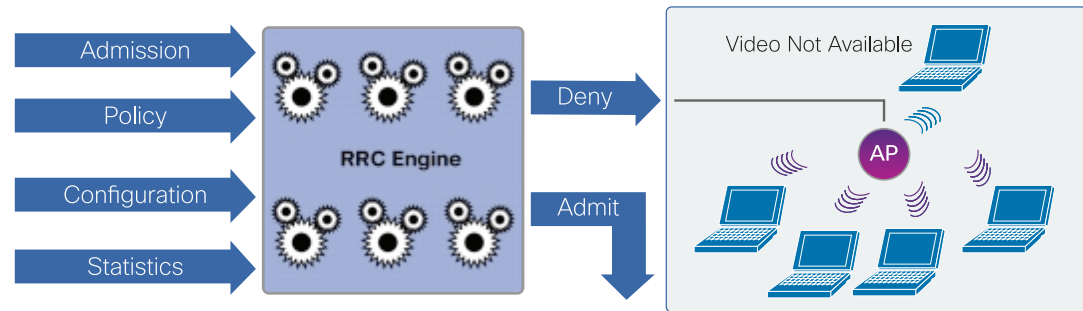 Admission
Policy
Configuration
Statistics
RRC Engine
Deny
Admit
Video Not Available
AP